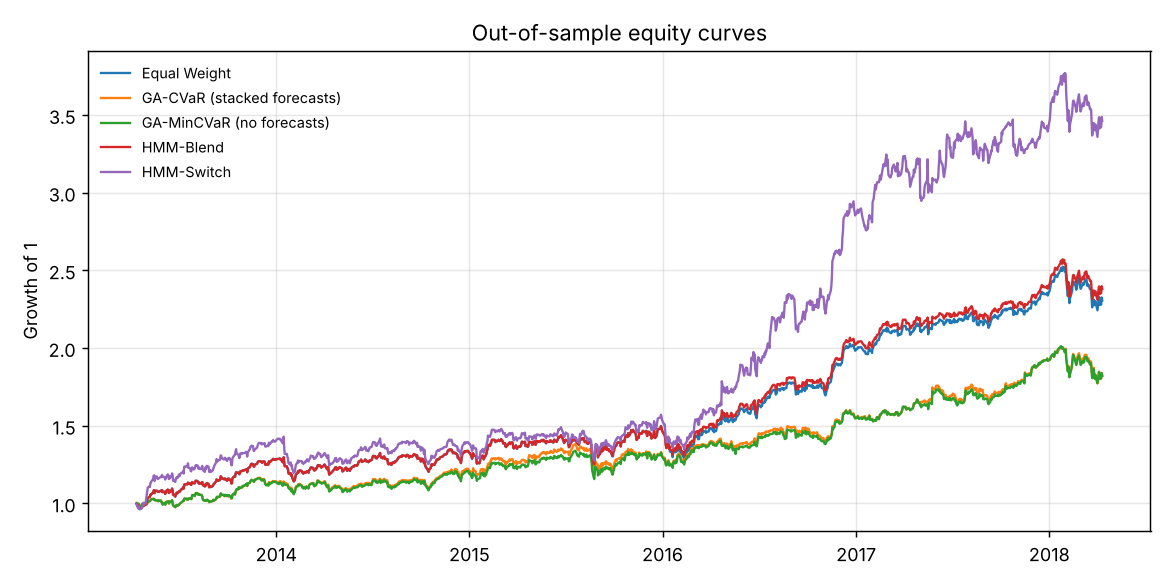 Out-of-sample equity curves
Equal Weight
GA-CVaR (stacked forecasts)
GA-MinCVaR (no forecasts)
HMM-Blend
HMM-Switch
Growth of 1
3.5
3.0
2.5
2.0
1.5
1.0
2014
2015
2016
2017
2018